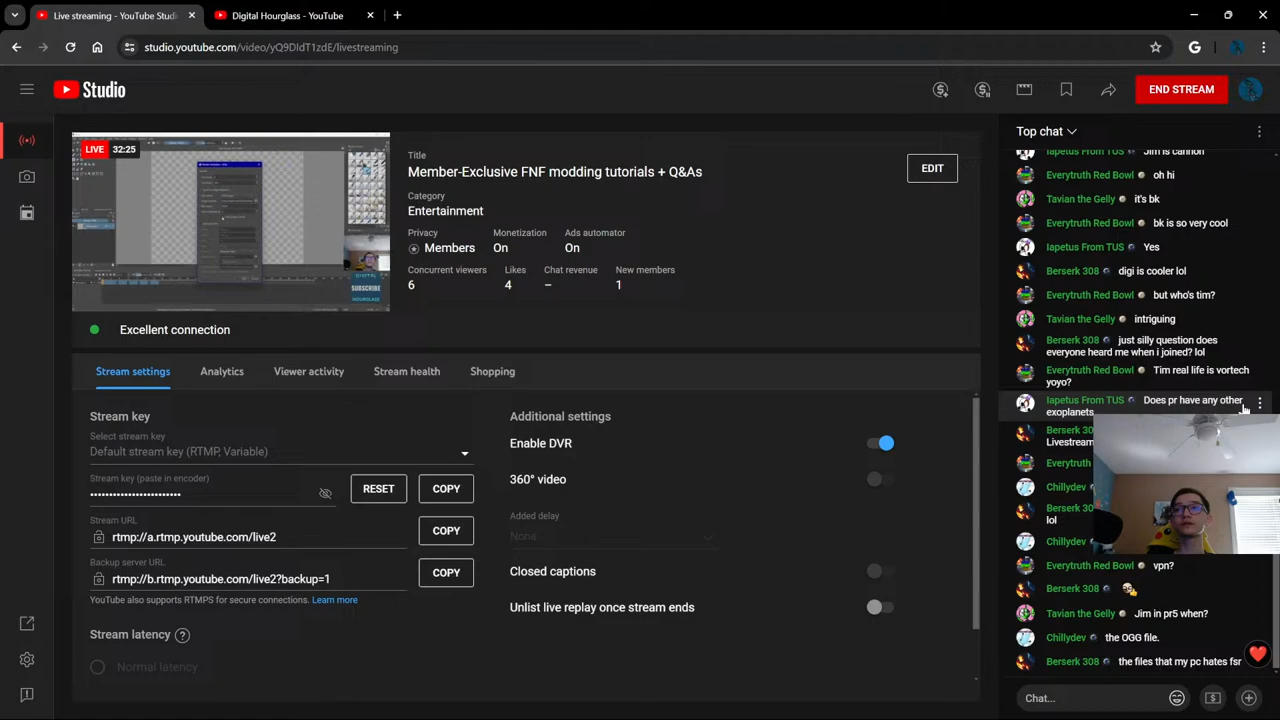 Live streaming - YouTube Studi
Digital Hourglass - YouTube
studio.youtube.com/video/yQ9DIdT1zdE/livestreaming
Studio
END STREAM
LIVE 32:25
DIGITAL
SUBSCRIBE
HOURGLASS
Title
Member-Exclusive FNF modding tutorials + Q&As
EDIT
Category
Entertainment
Privacy Monetization Ads automator
Members On On
Concurrent viewers Likes Chat revenue New members
6 4 – 1
Excellent connection
Stream settings Analytics Viewer activity Stream health Shopping
Stream key
Select stream key
Default stream key (RTMP, Variable)
Stream key (paste in encoder)
••••••••••••••••••••••••
RESET COPY
Stream URL
rtmp://a.rtmp.youtube.com/live2
COPY
Backup server URL
rtmp://b.rtmp.youtube.com/live2?backup=1
COPY
YouTube also supports RTMPS for secure connections. Learn more
Stream latency
Normal latency
Additional settings
Enable DVR
360° video
Added delay
None
Closed captions
Unlist live replay once stream ends
Top chat
Iapetus From TUS Jim is cannon
Everytruth Red Bowl oh hi
Tavian the Gelly it's bk
Everytruth Red Bowl bk is so very cool
Iapetus From TUS Yes
Berserk 308 digi is cooler lol
Everytruth Red Bowl but who's tim?
Tavian the Gelly intriguing
Berserk 308 just silly question does
everyone heard me when i joined? lol
Everytruth Red Bowl Tim real life is vortech
yoyo?
Iapetus From TUS Does pr have any other
exoplanets
Berserk
Livestream
Everytruth
Chillydev
Berserk
lol
Chillydev
Everytruth Red Bowl vpn?
Berserk 308
Tavian the Gelly Jim in pr5 when?
Chillydev the OGG file.
Berserk 308 the files that my pc hates fsr
Chat...